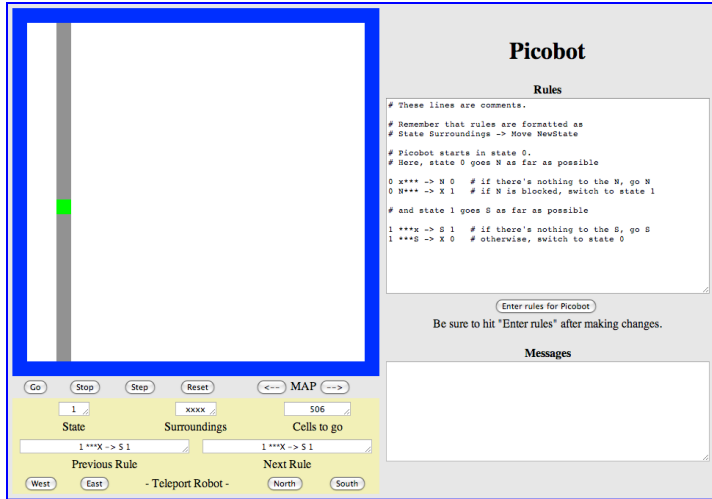 Picobot
Rules
# These lines are comments.
# Remember that rules are formatted as
# State Surroundings -> Move NewState
# Picobot starts in state 0.
# Here, state 0 goes N as far as possible
0 x*** -> N 0   # if there's nothing to the N, go N
0 N*** -> X 1   # if N is blocked, switch to state 1
# and state 1 goes S as far as possible
1 ***x -> S 1   # if there's nothing to the S, go S
1 ***S -> X 0   # otherwise, switch to state 0
Enter rules for Picobot
Be sure to hit "Enter rules" after making changes.
Messages
Go Stop Step Reset <-- MAP -->
1 xxxx 506
State Surroundings Cells to go
1 ***X -> S 1 1 ***X -> S 1
Previous Rule Next Rule
West East - Teleport Robot - North South